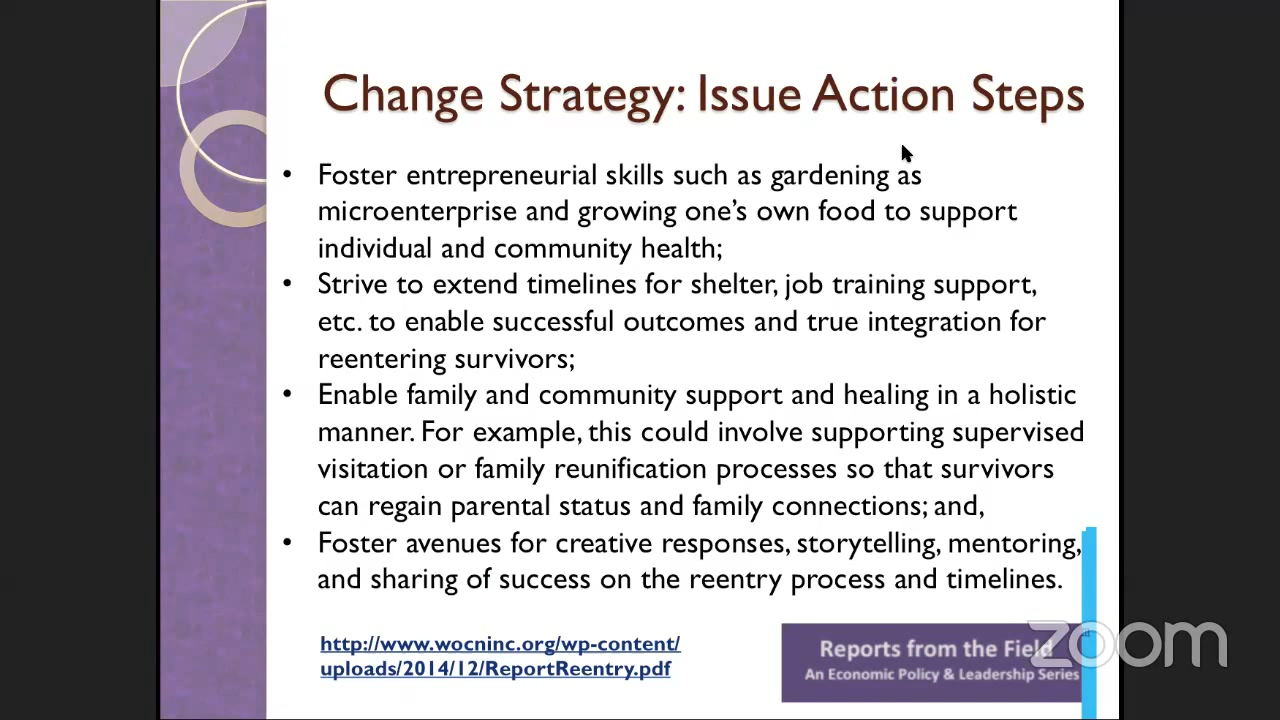 Change Strategy: Issue Action Steps
• Foster entrepreneurial skills such as gardening as
microenterprise and growing one's own food to support
individual and community health;
• Strive to extend timelines for shelter, job training support,
etc. to enable successful outcomes and true integration for
reentering survivors;
• Enable family and community support and healing in a holistic
manner. For example, this could involve supporting supervised
visitation or family reunification processes so that survivors
can regain parental status and family connections; and,
• Foster avenues for creative responses, storytelling, mentoring,
and sharing of success on the reentry process and timelines.
http://www.wocninc.org/wp-content/
uploads/2014/12/ReportReentry.pdf
Reports from the Field
An Economic Policy & Leadership Series
zoom